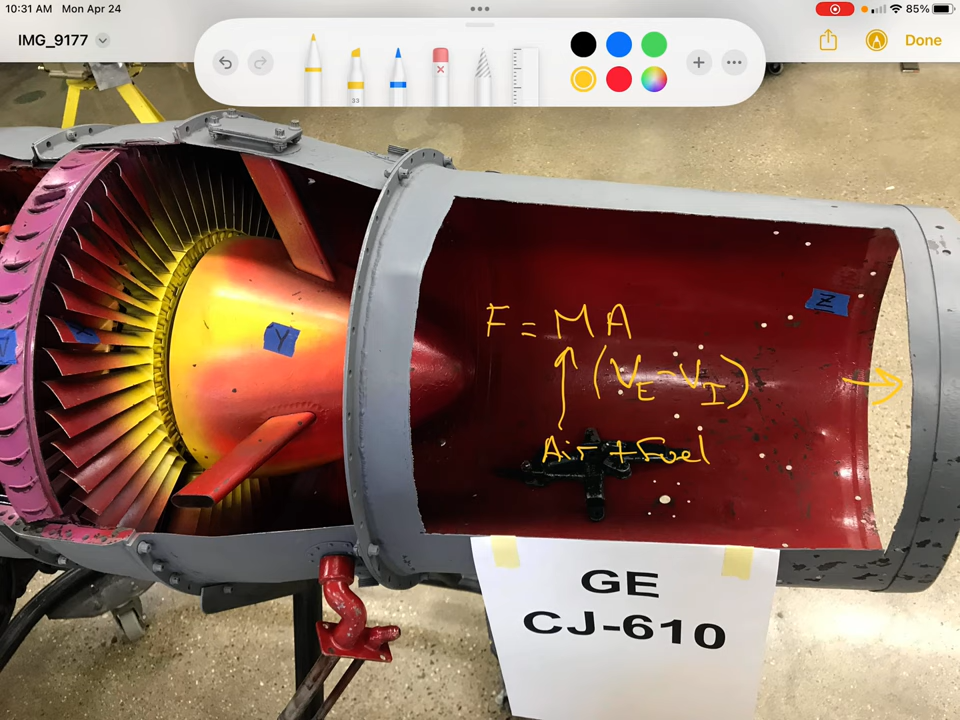 10:31 AM Mon Apr 24
85%
IMG_9177
Done
33
Z
Y
F = MA
(VE - VI)
Air + Fuel
GE
CJ-610